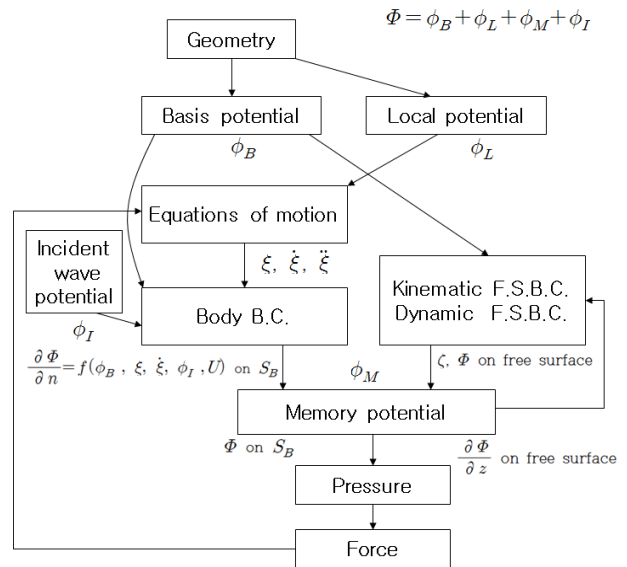 Φ = ϕ_B + ϕ_L + ϕ_M + ϕ_I
Geometry
Basis potential
Local potential
ϕ_B
ϕ_L
Equations of motion
Incident
wave
potential
ξ, ξ̇, ξ̈
Kinematic F.S.B.C.
Dynamic F.S.B.C.
Body B.C.
ϕ_I
∂Φ/∂n = f(ϕ_B , ξ, ξ̇, ϕ_I , U) on S_B
ϕ_M
ζ, Φ on free surface
Memory potential
Φ on S_B
∂Φ/∂z on free surface
Pressure
Force